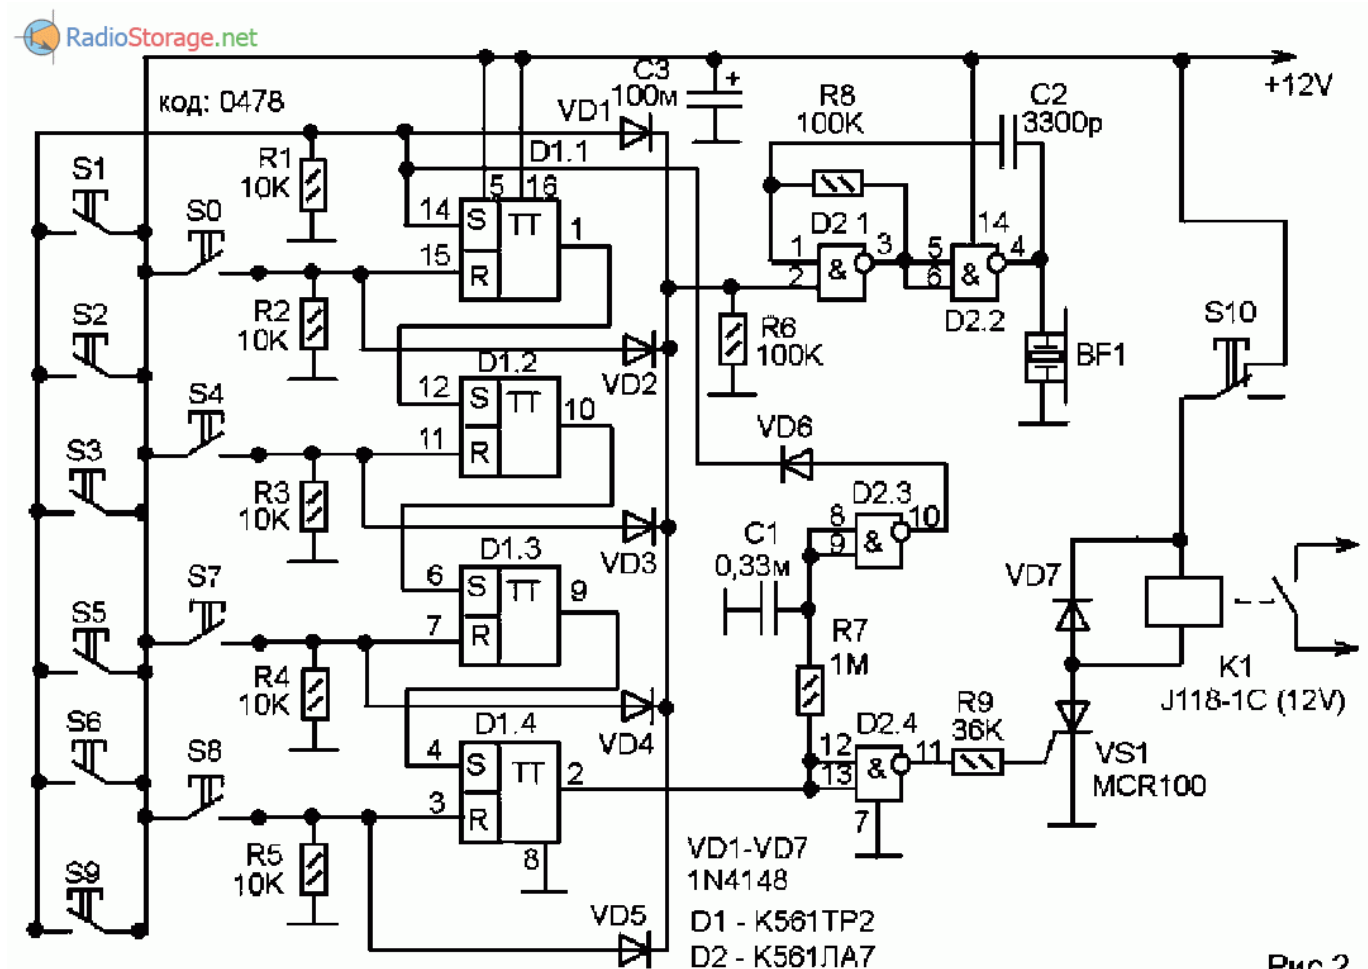 RadioStorage.net
код: 0478
+12V
C3
100м
+
VD1
R8
100K
C2
3300p
S1
R1
10K
D1.1
5
16
S0
14
S
TT
1
15
R
D2 1
1
2
&
3
5
6
&
14
4
D2.2
S2
R2
10K
R6
100K
BF1
S10
D1.2
VD2
12
S
TT
10
11
R
S4
S3
VD6
R3
10K
D2.3
8
9
&
10
C1
0,33м
VD3
D1.3
6
S
TT
9
7
R
S7
S5
VD7
R7
1M
R4
10K
K1
J118-1C (12V)
D1.4
VD4
4
S
TT
2
3
R
8
S6
S8
D2.4
12
13
&
11
7
R9
36K
VS1
MCR100
R5
10K
S9
VD5
VD1-VD7
1N4148
D1 - К561ТР2
D2 - К561ЛА7
Рис.2